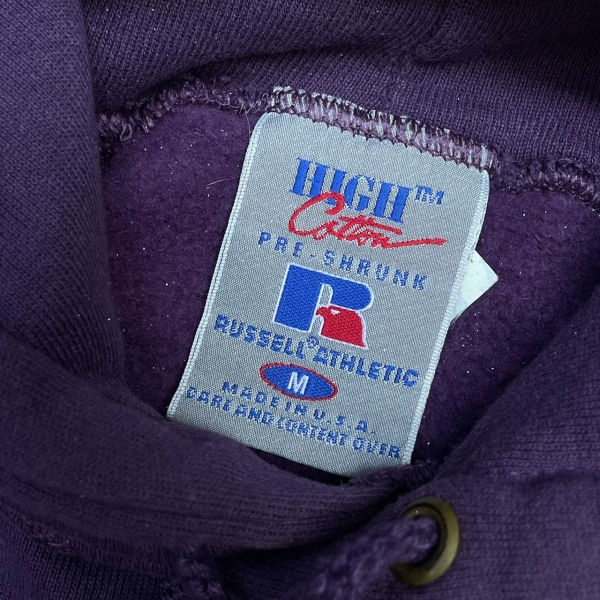 HIGH™
Cotton
PRE-SHRUNK
R
RUSSELL® ATHLETIC
M
MADE IN U.S.A.
CARE AND CONTENT OVER